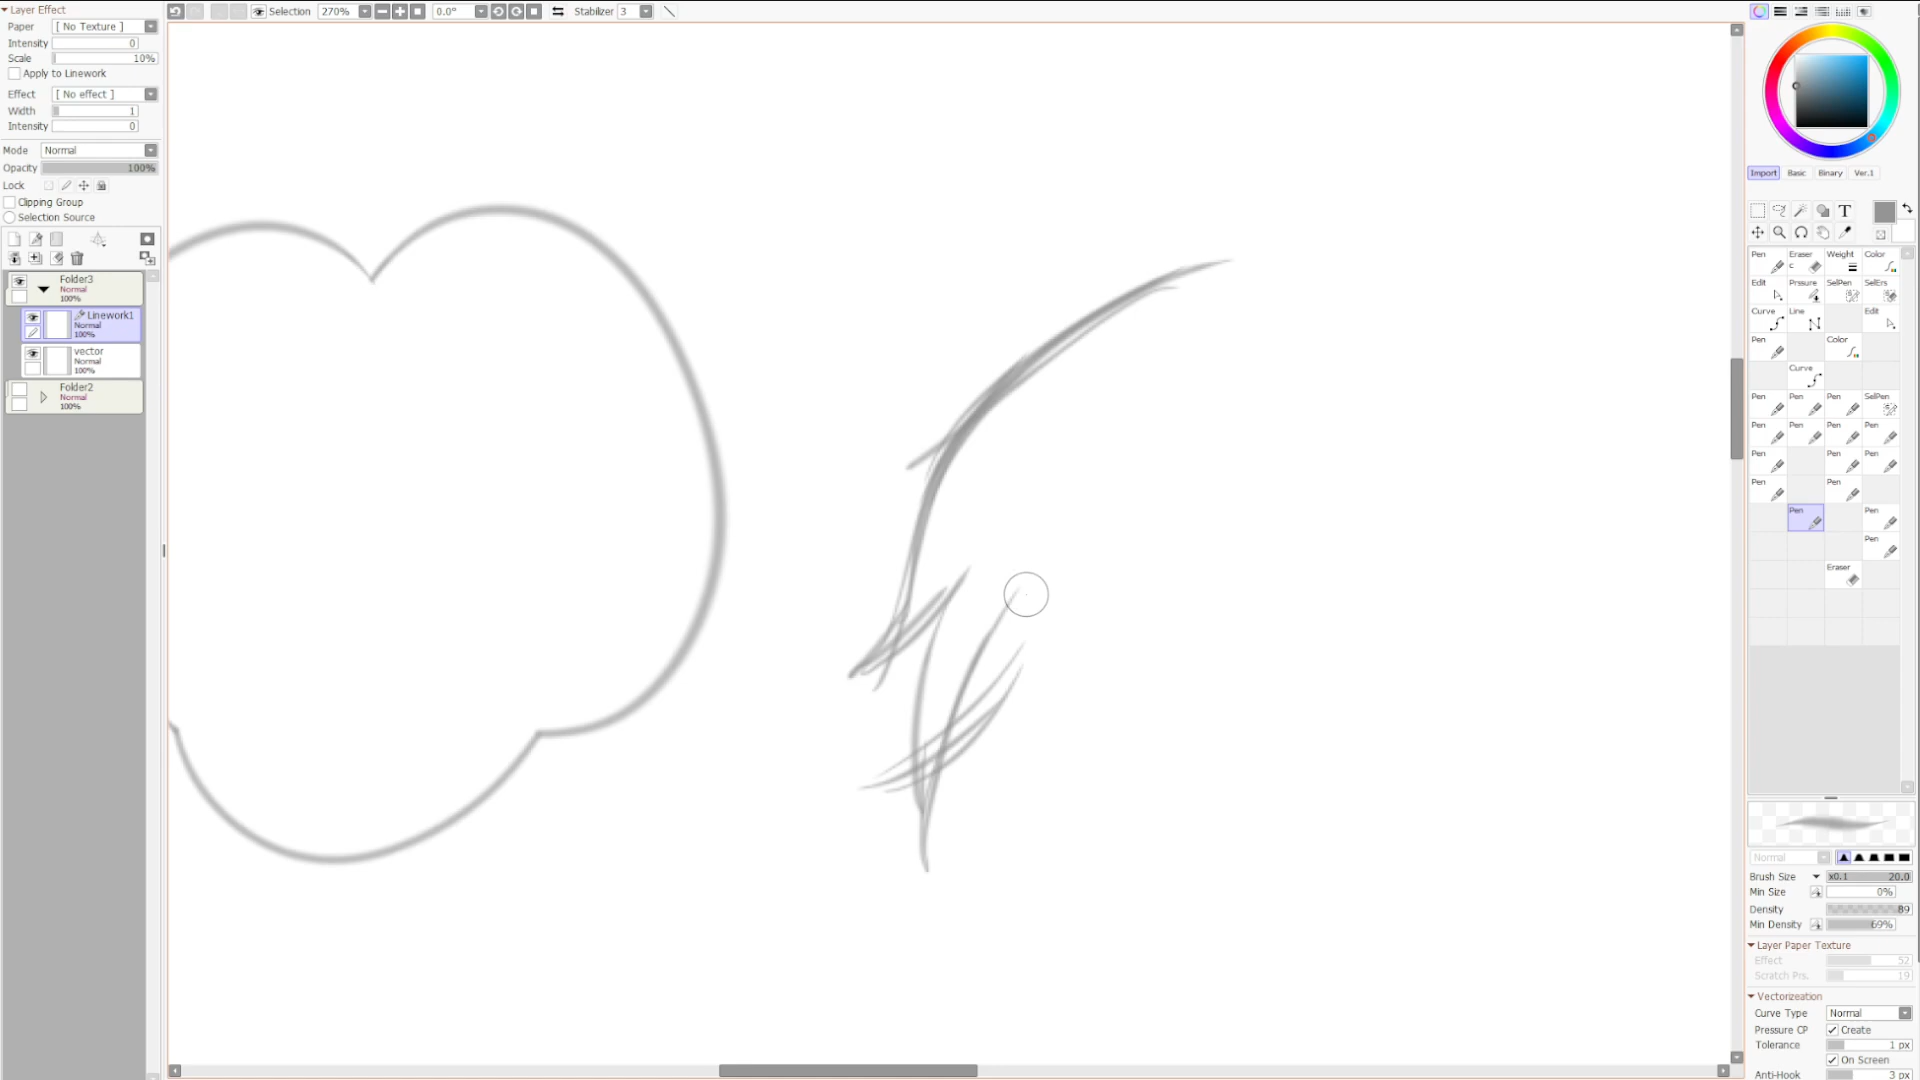 Layer Effect
Paper [ No Texture ]
Intensity 0
Scale 10%
Apply to Linework
Effect [ No effect ]
Width 1
Intensity 0
Mode Normal
Opacity 100%
Lock
Clipping Group
Selection Source
Folder3
Normal
100%
Linework1
Normal
100%
vector
Normal
100%
Folder2
Normal
100%
Selection 270% 0.0° Stabilizer 3
Import Basic Binary Ver.1
T
Pen Eraser Weight Color
C
Edit Prssure SelPen SelErs
Curve Line Edit
Pen Color
Curve
Pen Pen Pen SelPen
Pen Pen Pen Pen
Pen Pen Pen
Pen Pen
Pen Pen
Pen
Eraser
Normal
Brush Size x0.1 20.0
Min Size 0%
Density 89
Min Density 69%
Layer Paper Texture
Effect 52
Scratch Prs. 19
Vectorizeation
Curve Type Normal
Pressure CP Create
Tolerance 1 px
On Screen
Anti-Hook 3 px